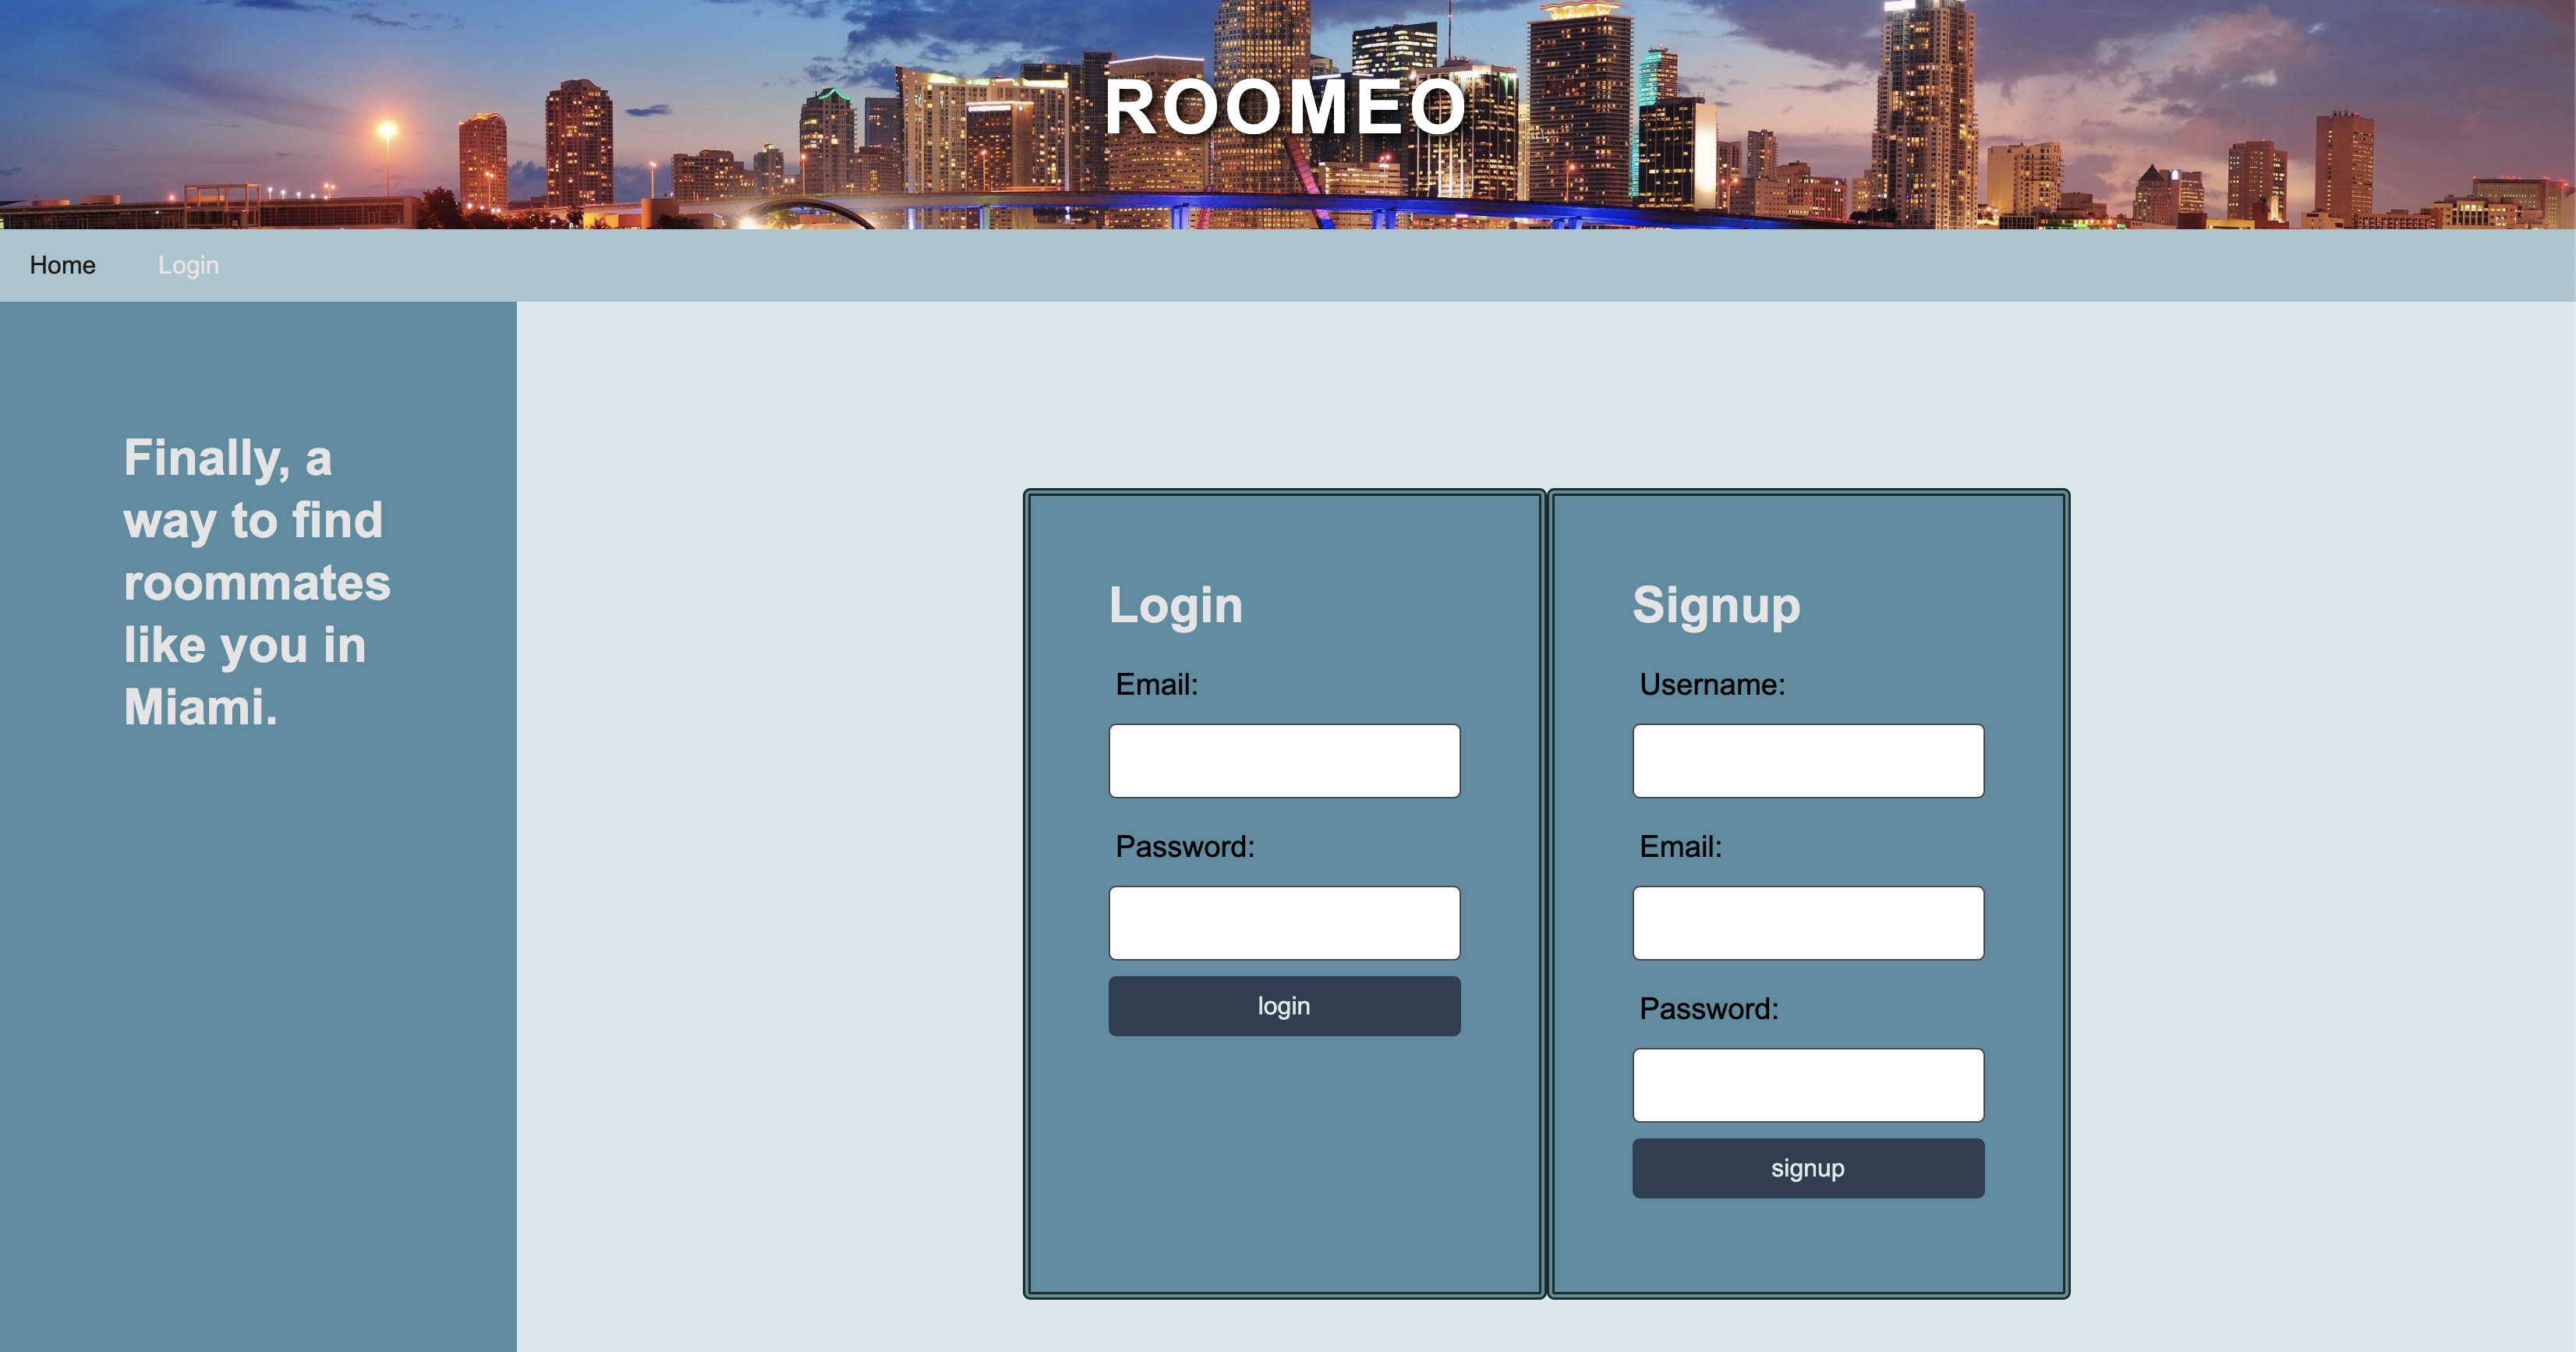 ROOMEO
Home Login
Finally, a
way to find
roommates
like you in
Miami.
Login
Email:
Password:
login
Signup
Username:
Email:
Password:
signup